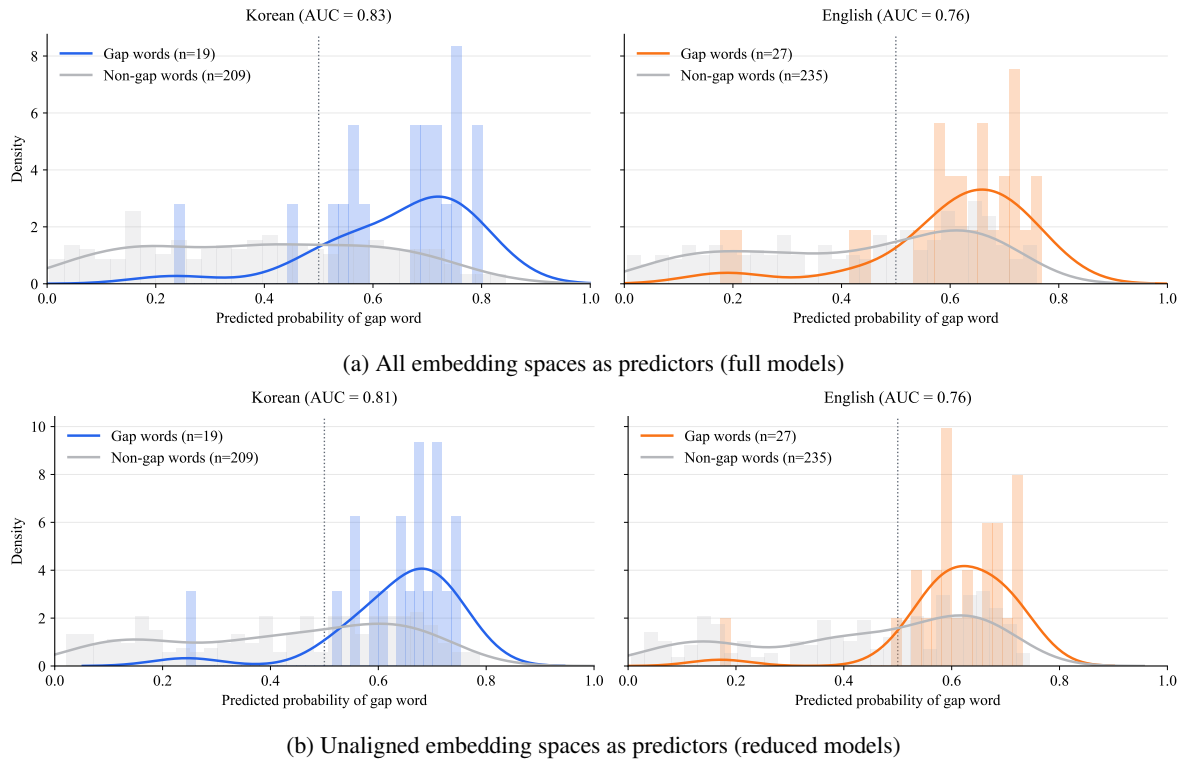 Korean (AUC = 0.83)
English (AUC = 0.76)
Gap words (n=19)
Non-gap words (n=209)
Gap words (n=27)
Non-gap words (n=235)
Density
8
6
4
2
0
0.0 0.2 0.4 0.6 0.8 1.0
0.0 0.2 0.4 0.6 0.8 1.0
Predicted probability of gap word
Predicted probability of gap word
(a) All embedding spaces as predictors (full models)
Korean (AUC = 0.81)
English (AUC = 0.76)
Gap words (n=19)
Non-gap words (n=209)
Gap words (n=27)
Non-gap words (n=235)
Density
10
8
6
4
2
0
0.0 0.2 0.4 0.6 0.8 1.0
0.0 0.2 0.4 0.6 0.8 1.0
Predicted probability of gap word
Predicted probability of gap word
(b) Unaligned embedding spaces as predictors (reduced models)